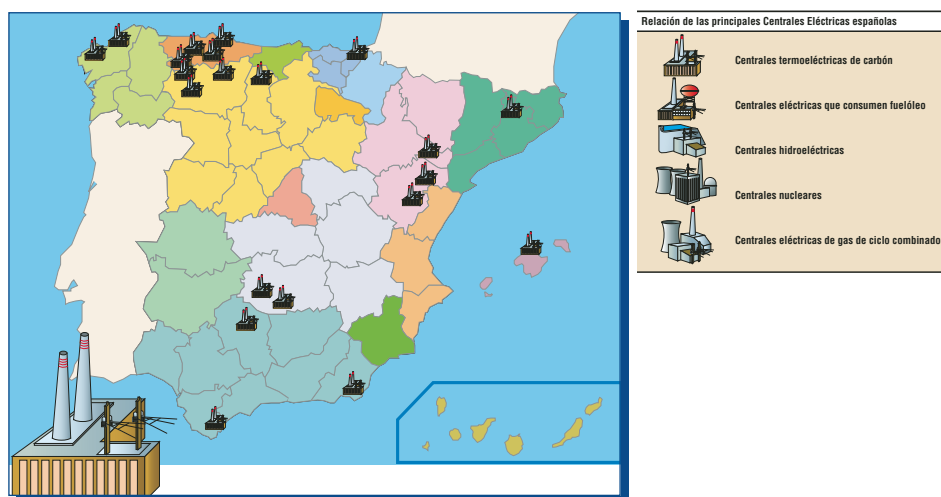 Relación de las principales Centrales Eléctricas españolas
Centrales termoeléctricas de carbón
Centrales eléctricas que consumen fuelóleo
Centrales hidroeléctricas
Centrales nucleares
Centrales eléctricas de gas de ciclo combinado